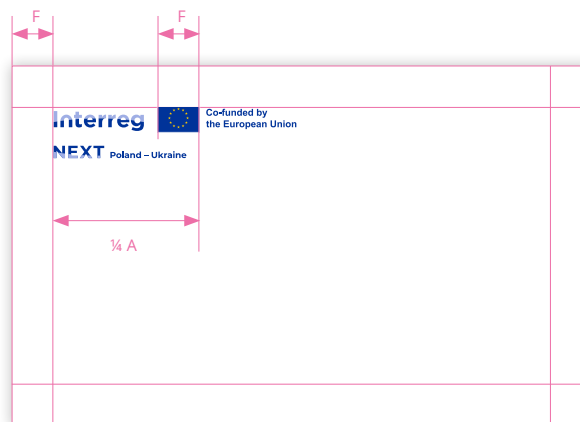 F F
Interreg
Co-funded by
the European Union
NEXT Poland – Ukraine
¼ A